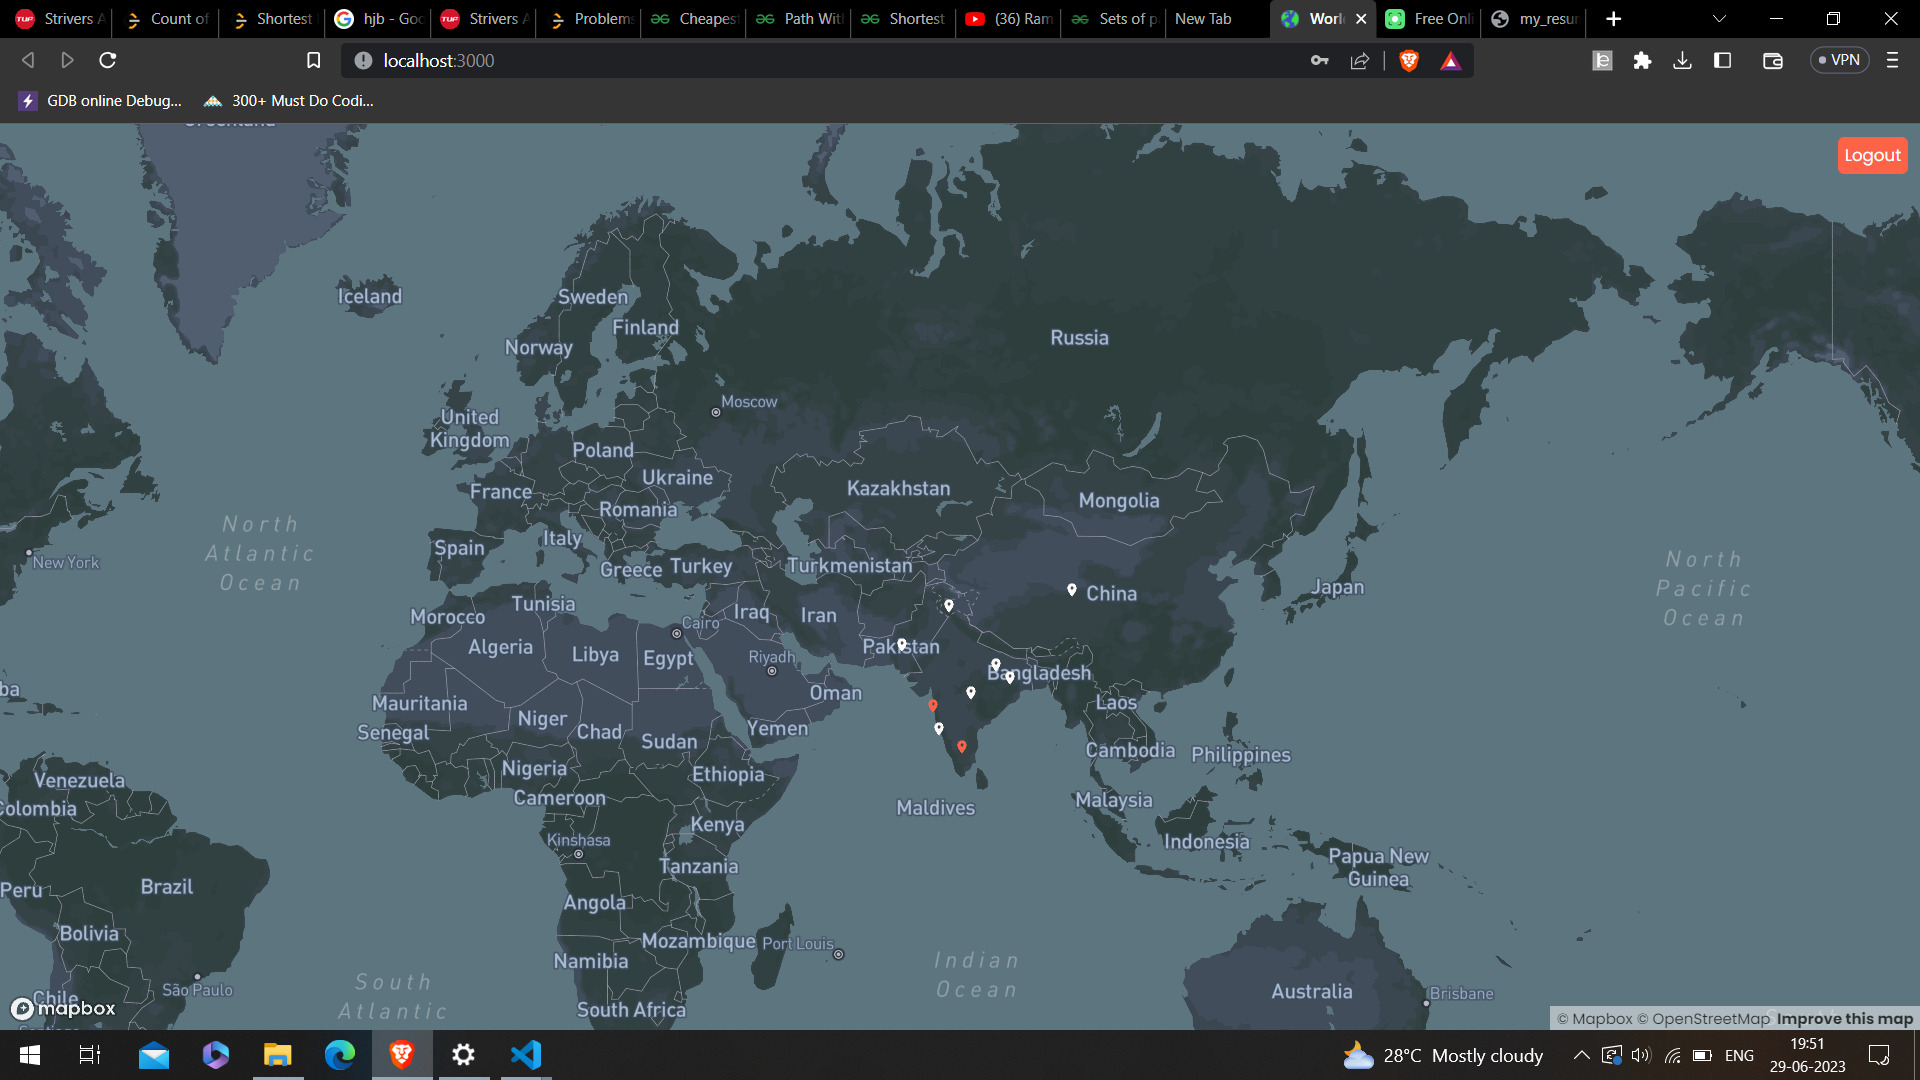 Strivers A
Count of
Shortest
hjb - Goo
Strivers A
Problems
Cheapest
Path With
Shortest
(36) Ram
Sets of p
New Tab
Worl
Free Onli
my_resum
localhost:3000
VPN
GDB online Debug...
300+ Must Do Codi...
Logout
Greenland
Iceland
Sweden
Finland
Norway
Russia
Moscow
United
Kingdom
Poland
Ukraine
France
Romania
Kazakhstan
Mongolia
North
Atlantic
Ocean
New York
Spain
Italy
Greece
Turkey
Turkmenistan
North
Pacific
Ocean
Japan
China
Morocco
Tunisia
Iraq
Iran
Cairo
Algeria
Libya
Egypt
Riyadh
Pakistan
Bangladesh
ba
Mauritania
Oman
Laos
Senegal
Niger
Chad
Sudan
Yemen
Cambodia
Philippines
Venezuela
Nigeria
Ethiopia
Colombia
Cameroon
Maldives
Malaysia
Kenya
Kinshasa
Indonesia
Peru
Brazil
Tanzania
Papua New
Guinea
Angola
Bolivia
Mozambique
Port Louis
Namibia
Indian
Ocean
São Paulo
South
Atlantic
Chile
Australia
Brisbane
South Africa
mapbox
© Mapbox © OpenStreetMap Improve this map
28°C Mostly cloudy
ENG
19:51
29-06-2023